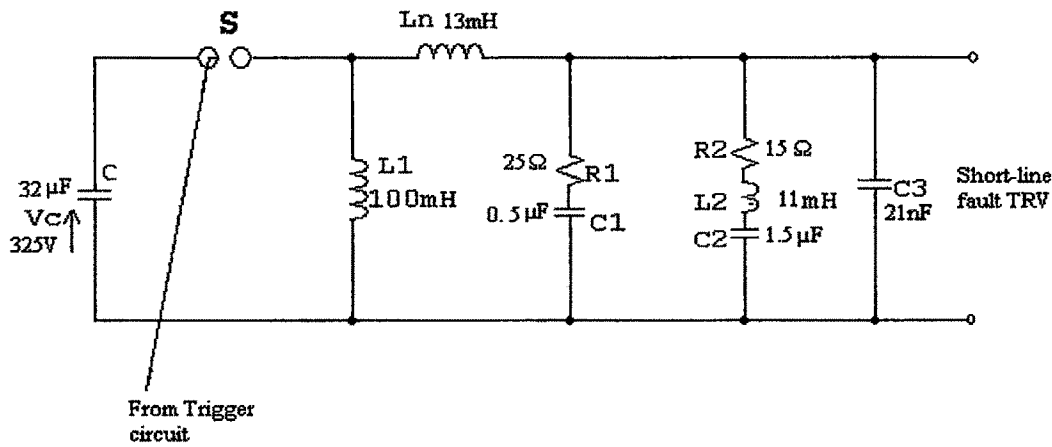 S
Ln 13mH
C
32 µF
Vc
325V
L1
100mH
25 Ω
R1
0.5 µF
C1
R2 15 Ω
L2 11mH
C2 1.5 µF
C3
21nF
Short-line
fault TRV
From Trigger
circuit